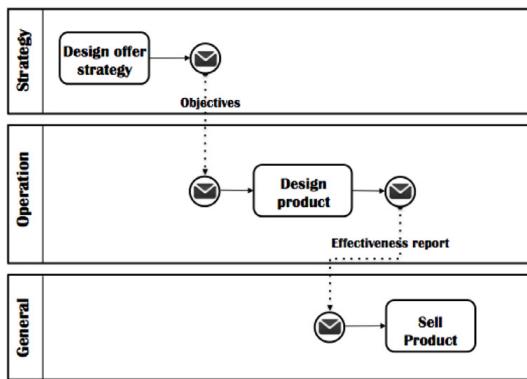 Strategy
Design offer
strategy
Objectives
Operation
Design
product
Effectiveness report
General
Sell
Product